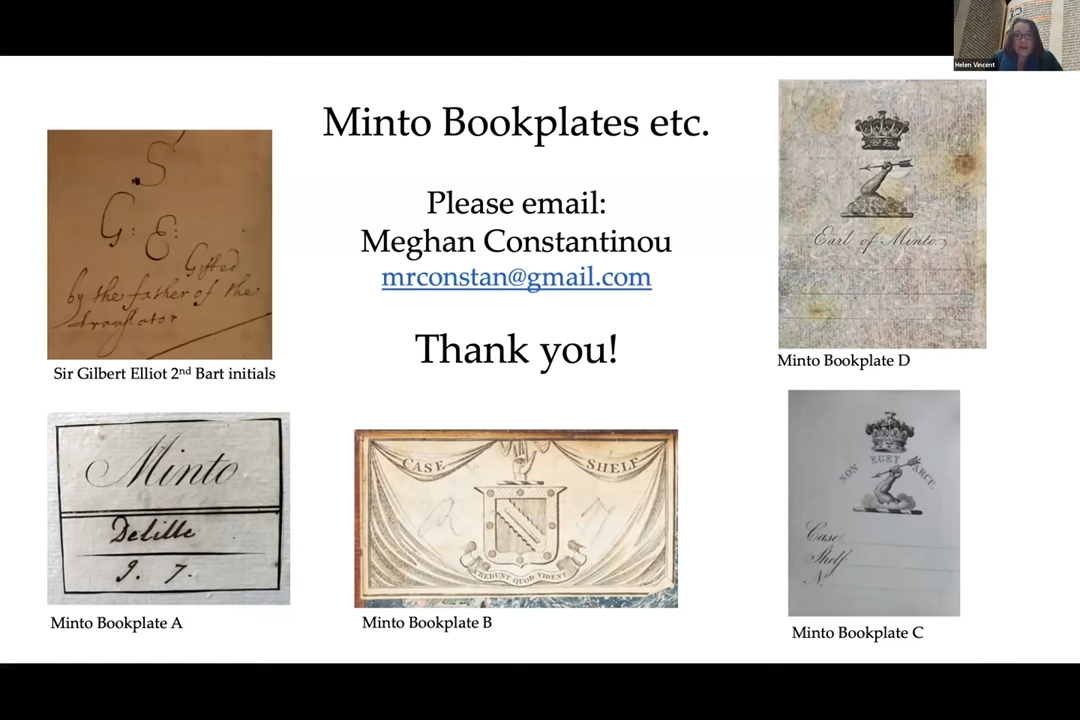 Helen Vincent
Minto Bookplates etc.
Please email:
Meghan Constantinou
mrconstan@gmail.com
Thank you!
S
G: E:
Gifted
by the father of the
translator
Sir Gilbert Elliot 2nd Bart initials
Minto
Delille
9. 7.
Minto Bookplate A
CASE SHELF
CREDUNT QUOD VIDENT
Minto Bookplate B
Earl of Minto
Minto Bookplate D
NON EGET ARCU.
Case
Shelf
No.
Minto Bookplate C